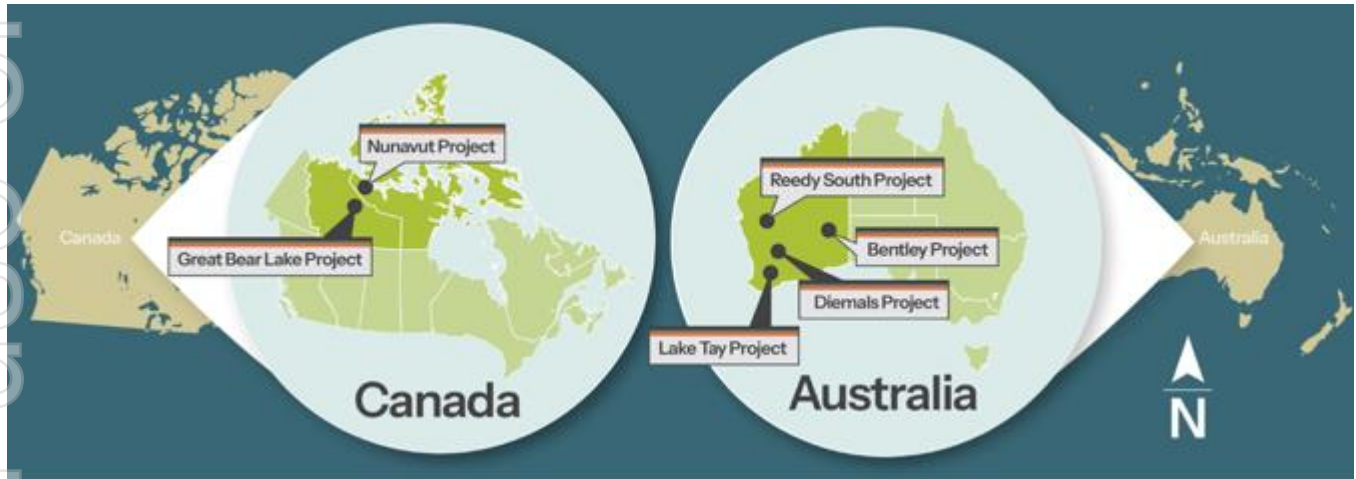 Canada
Nunavut Project
Great Bear Lake Project
Canada
Reedy South Project
Bentley Project
Diemals Project
Lake Tay Project
Australia
Australia
N